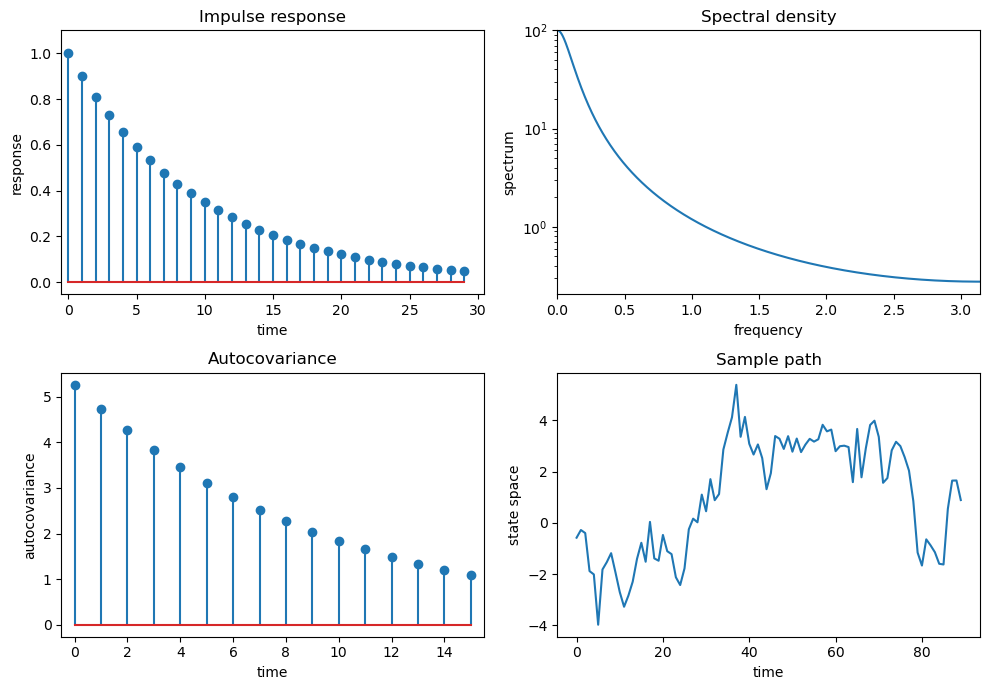 Impulse response
1.0
0.8
0.6
0.4
0.2
0.0
response
0 5 10 15 20 25 30
time
Spectral density
10²
10¹
10⁰
spectrum
0.0 0.5 1.0 1.5 2.0 2.5 3.0
frequency
Autocovariance
5
4
3
2
1
0
autocovariance
0 2 4 6 8 10 12 14
time
Sample path
4
2
0
−2
−4
state space
0 20 40 60 80
time